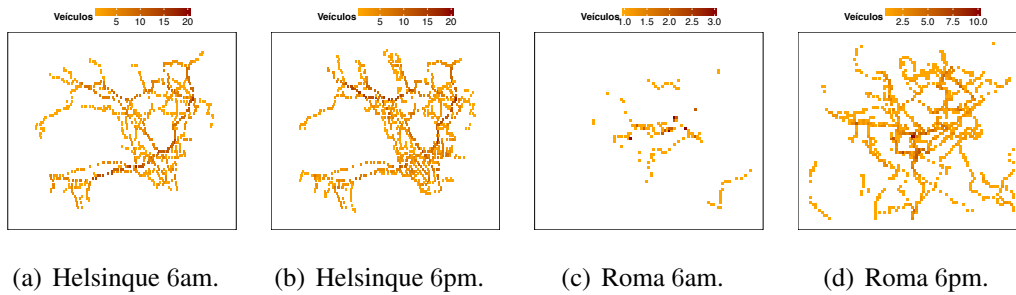 Veículos 5 10 15 20
Veículos 5 10 15 20
Veículos 1.0 1.5 2.0 2.5 3.0
Veículos 2.5 5.0 7.5 10.0
(a) Helsinque 6am.
(b) Helsinque 6pm.
(c) Roma 6am.
(d) Roma 6pm.